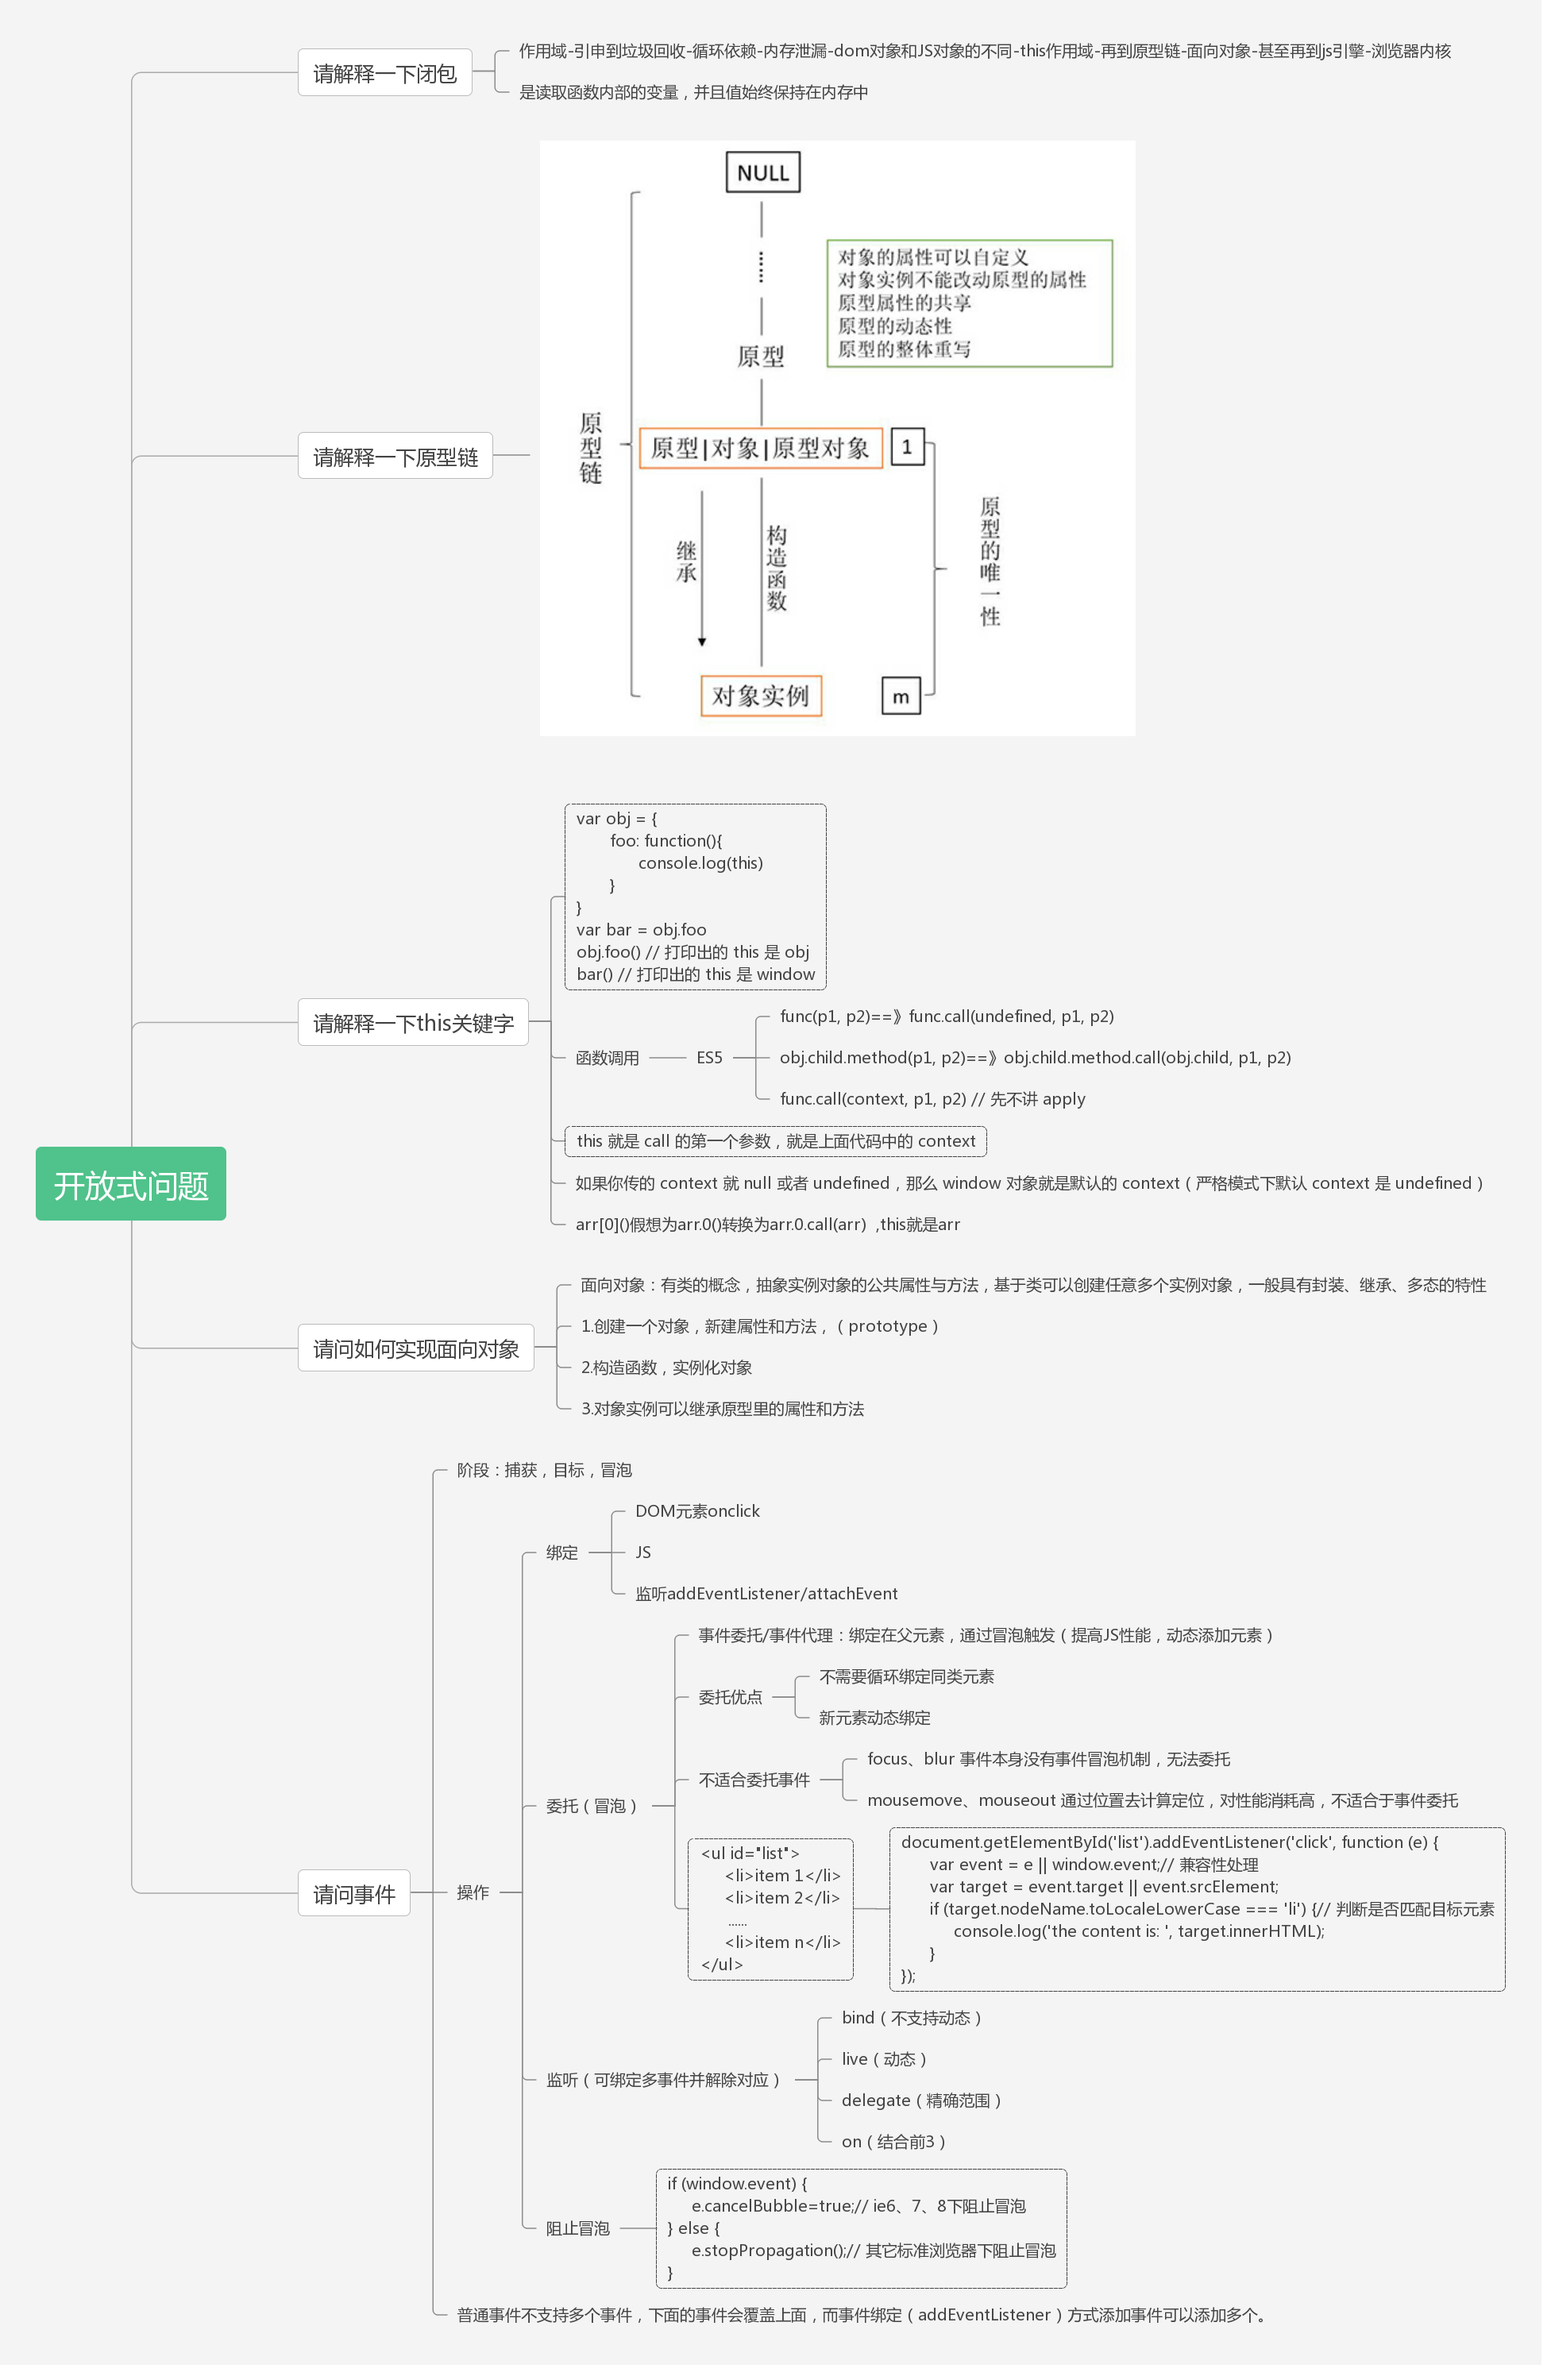 开放式问题
请解释一下闭包
作用域-引申到垃圾回收-循环依赖-内存泄漏-dom对象和JS对象的不同-this作用域-再到原型链-面向对象-甚至再到js引擎-浏览器内核
是读取函数内部的变量，并且值始终保持在内存中
请解释一下原型链
NULL
......
对象的属性可以自定义
对象实例不能改动原型的属性
原型属性的共享
原型的动态性
原型的整体重写
原型
原型链
原型|对象|原型对象
1
继承
构造函数
原型的唯一性
对象实例
m
请解释一下this关键字
var obj = {
foo: function(){
console.log(this)
}
}
var bar = obj.foo
obj.foo() // 打印出的 this 是 obj
bar() // 打印出的 this 是 window
函数调用
ES5
func(p1, p2)==》func.call(undefined, p1, p2)
obj.child.method(p1, p2)==》obj.child.method.call(obj.child, p1, p2)
func.call(context, p1, p2) // 先不讲 apply
this 就是 call 的第一个参数，就是上面代码中的 context
如果你传的 context 就 null 或者 undefined，那么 window 对象就是默认的 context（严格模式下默认 context 是 undefined）
arr[0]()假想为arr.0()转换为arr.0.call(arr) ,this就是arr
请问如何实现面向对象
面向对象：有类的概念，抽象实例对象的公共属性与方法，基于类可以创建任意多个实例对象，一般具有封装、继承、多态的特性
1.创建一个对象，新建属性和方法，（prototype）
2.构造函数，实例化对象
3.对象实例可以继承原型里的属性和方法
请问事件
阶段：捕获，目标，冒泡
操作
绑定
DOM元素onclick
JS
监听addEventListener/attachEvent
委托（冒泡）
事件委托/事件代理：绑定在父元素，通过冒泡触发（提高JS性能，动态添加元素）
委托优点
不需要循环绑定同类元素
新元素动态绑定
不适合委托事件
focus、blur 事件本身没有事件冒泡机制，无法委托
mousemove、mouseout 通过位置去计算定位，对性能消耗高，不适合于事件委托
<ul id="list">
<li>item 1</li>
<li>item 2</li>
......
<li>item n</li>
</ul>
document.getElementById('list').addEventListener('click', function (e) {
var event = e || window.event;// 兼容性处理
var target = event.target || event.srcElement;
if (target.nodeName.toLocaleLowerCase === 'li') {// 判断是否匹配目标元素
console.log('the content is: ', target.innerHTML);
}
});
监听（可绑定多事件并解除对应）
bind（不支持动态）
live（动态）
delegate（精确范围）
on（结合前3）
阻止冒泡
if (window.event) {
e.cancelBubble=true;// ie6、7、8下阻止冒泡
} else {
e.stopPropagation();// 其它标准浏览器下阻止冒泡
}
普通事件不支持多个事件，下面的事件会覆盖上面，而事件绑定（addEventListener）方式添加事件可以添加多个。